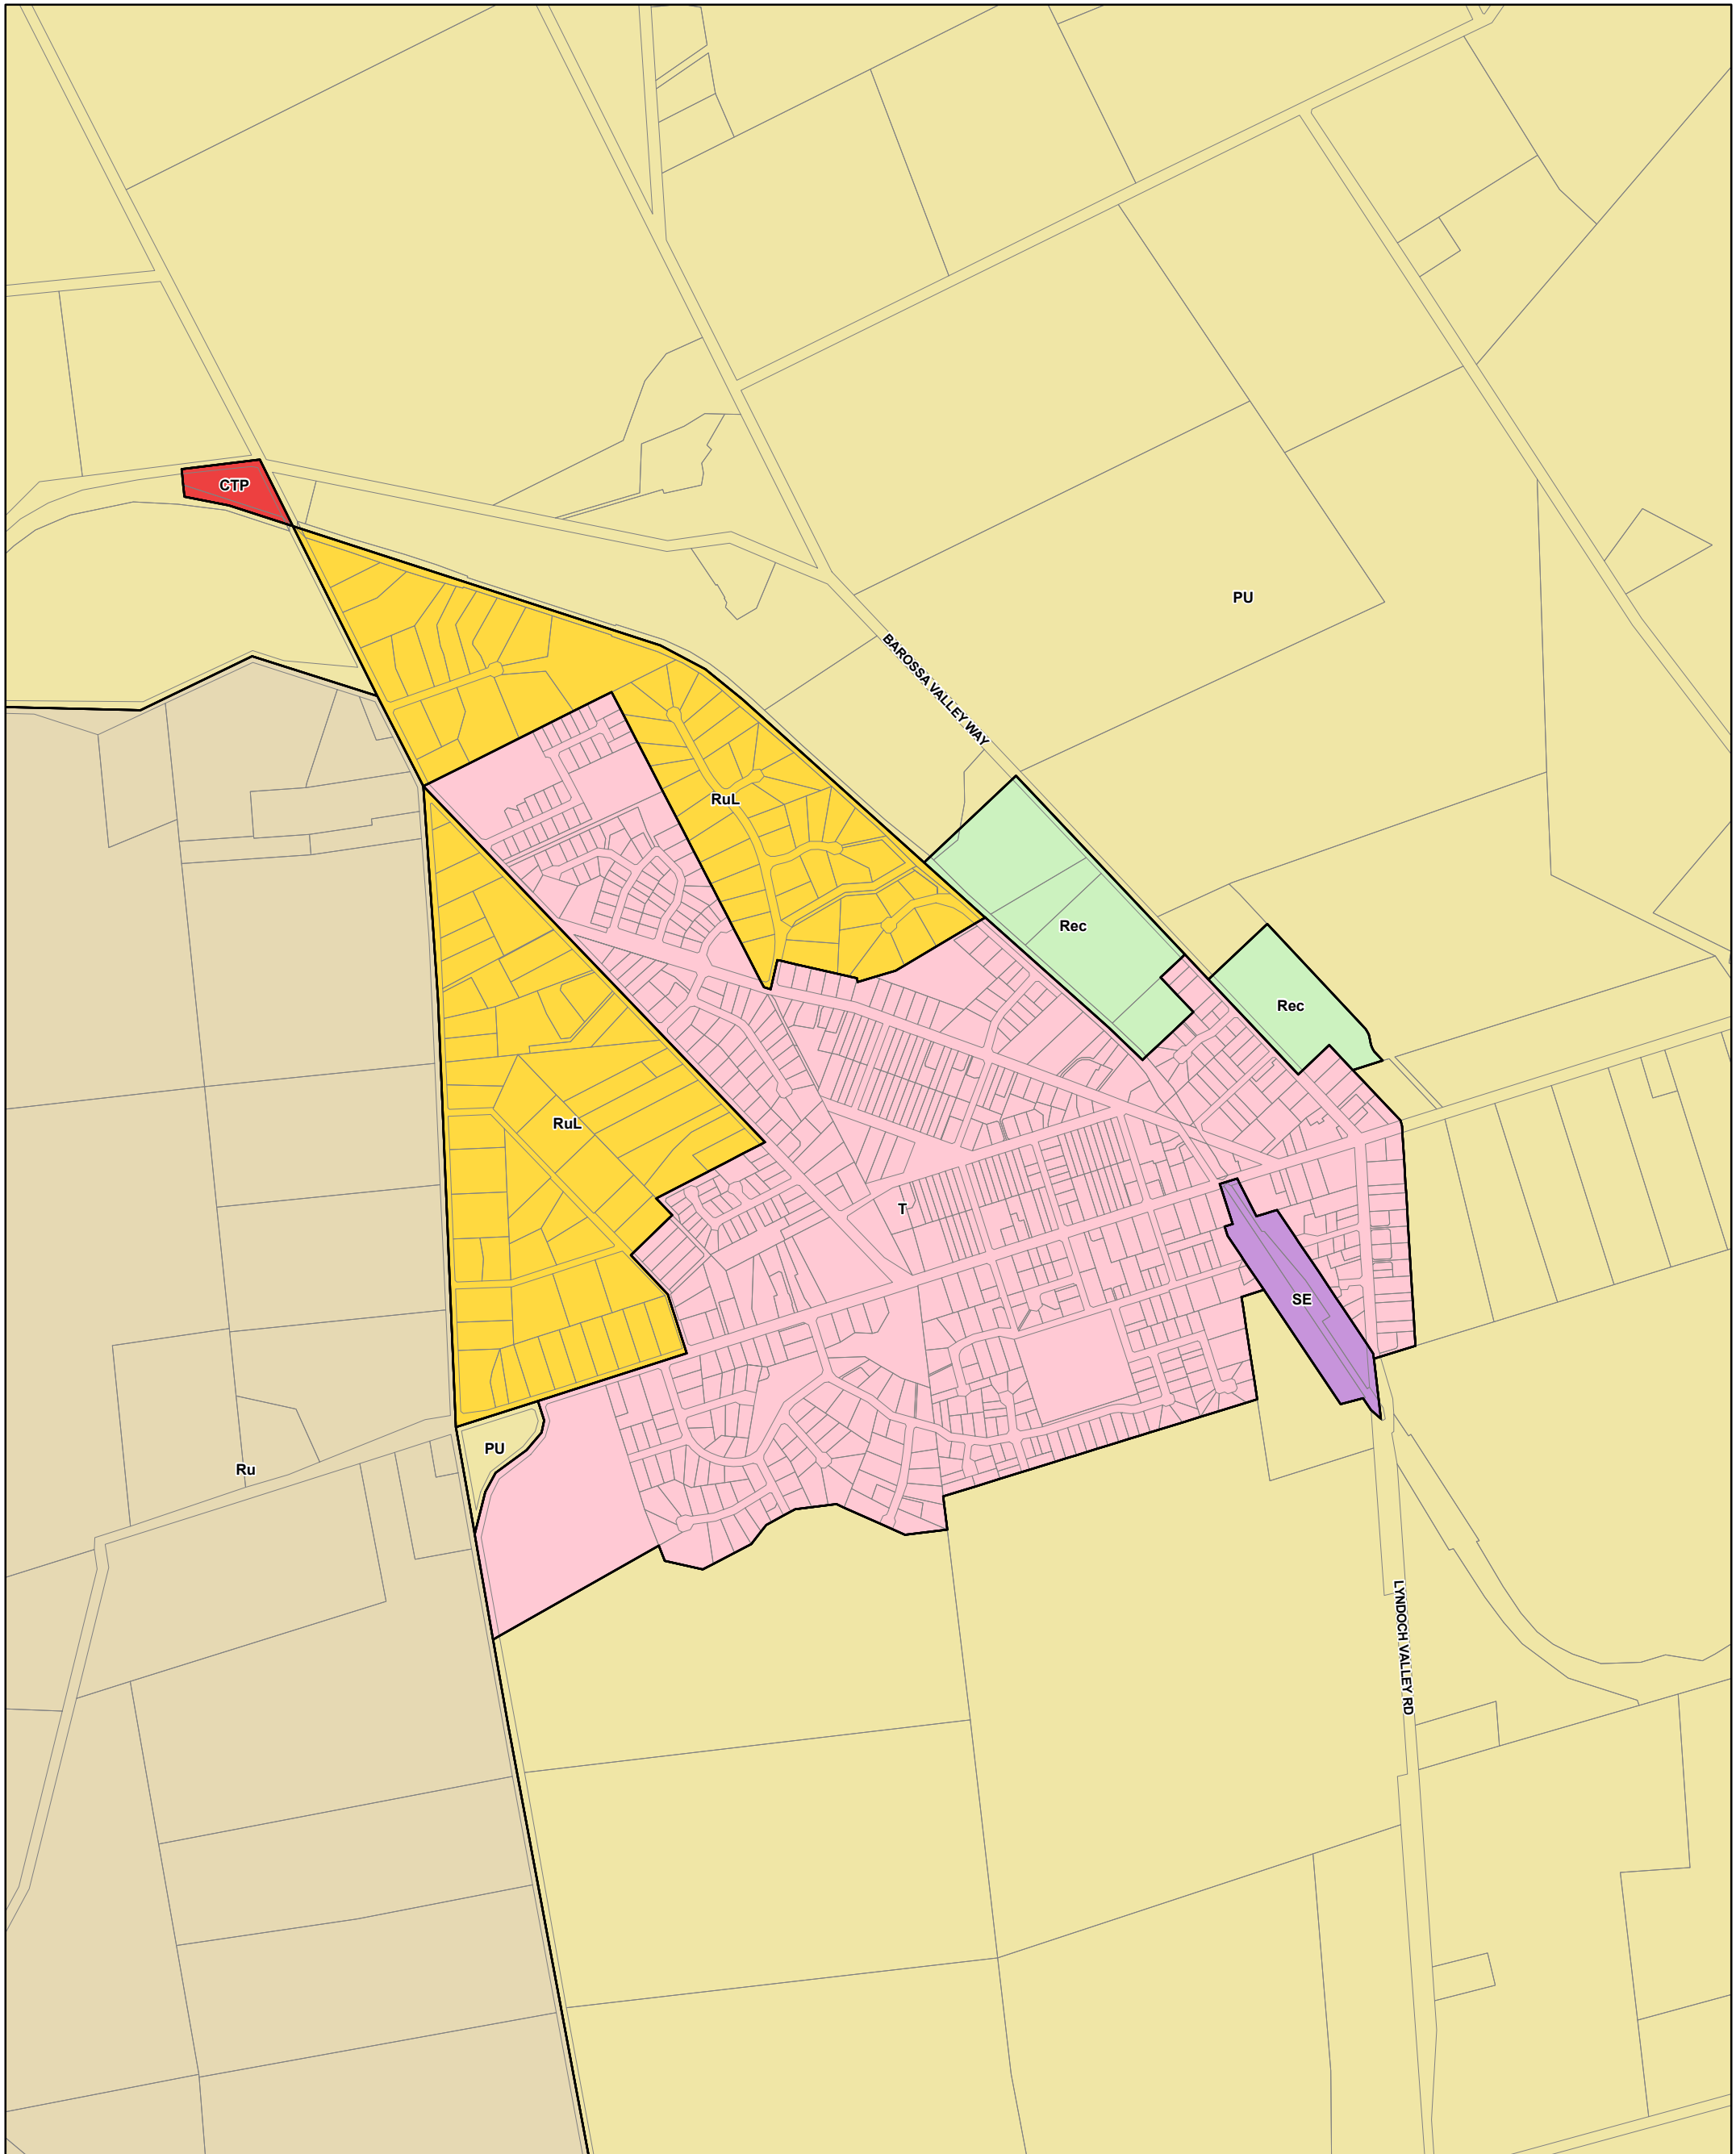 CTP
PU
BAROSSA VALLEY WAY
RuL
Rec
Rec
RuL
T
SE
PU
Ru
LYNDOCH VALLEY RD